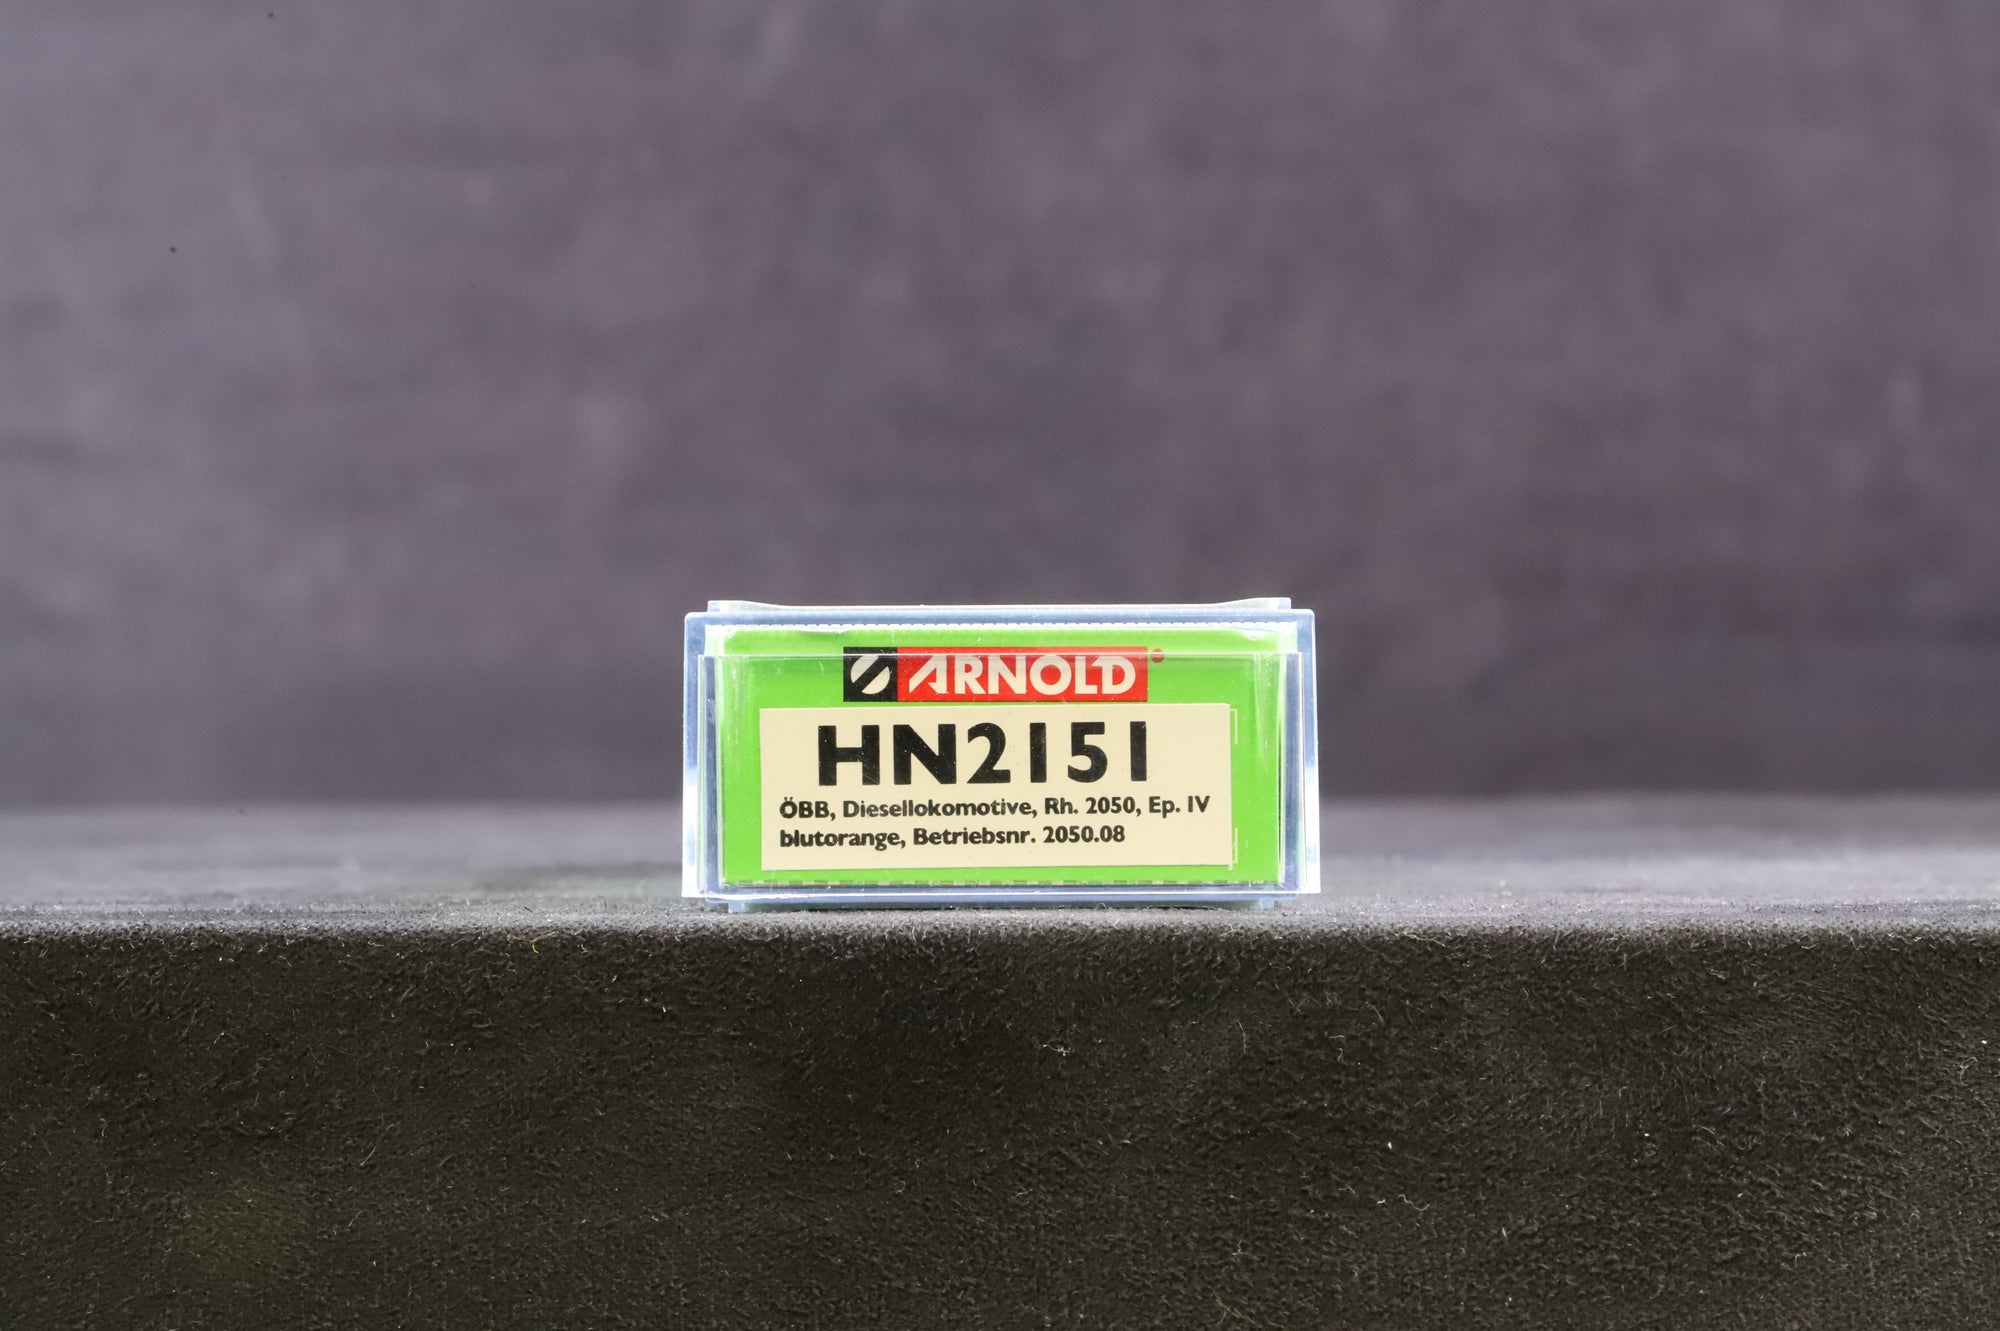 ARNOLD
HN2151
ÖBB, Diesellokomotive, Rh. 2050, Ep. IV
blutorange, Betriebsnr. 2050.08